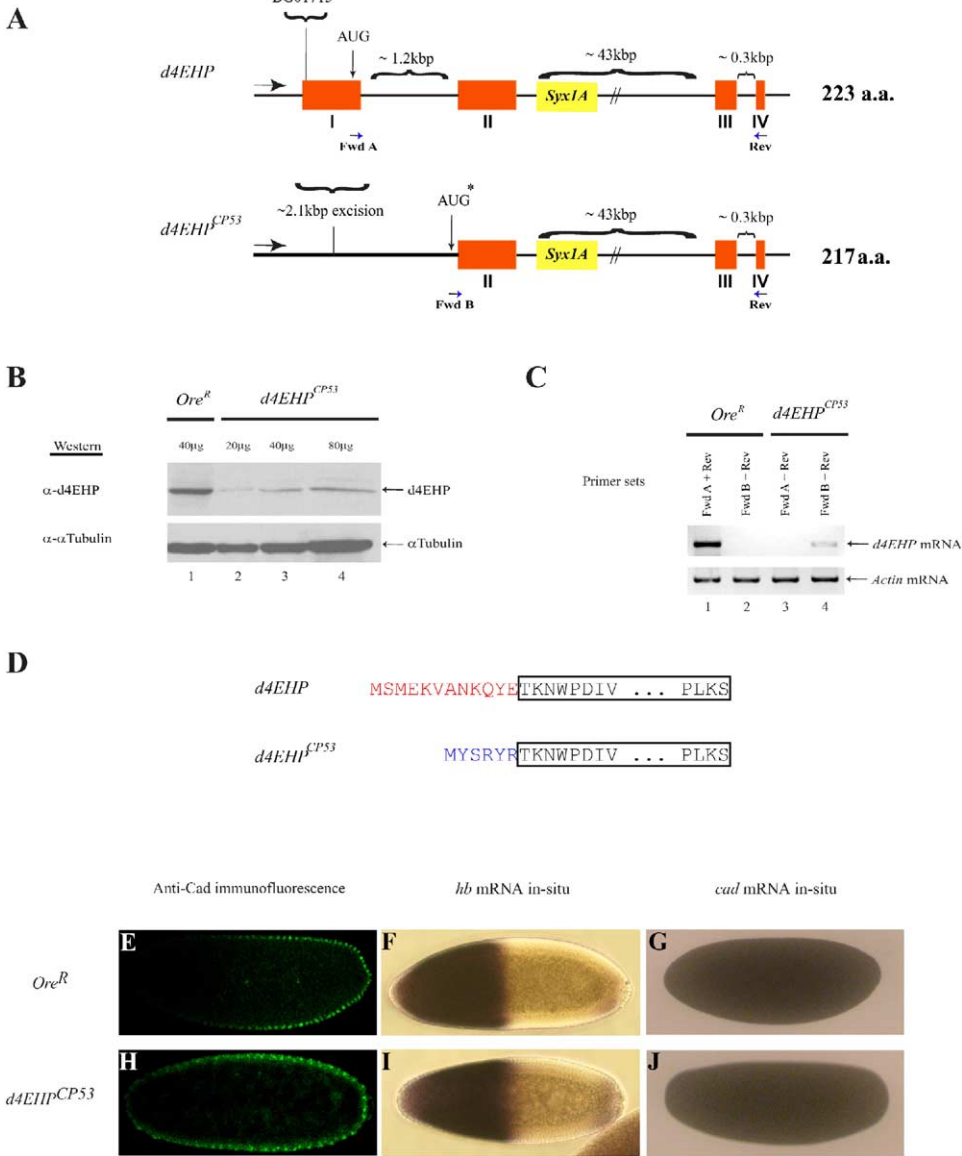 A
AUG
~ 1.2kbp
~ 43kbp
~ 0.3kbp
d4EHP
Syx1A
223 a.a.
I
II
III
IV
Fwd A
Rev
~2.1kbp excision
AUG*
~ 43kbp
~ 0.3kbp
d4EHP^CP53
Syx1A
217a.a.
II
III
IV
Fwd B
Rev
B
Ore^R
d4EHP^CP53
Western
40μg
20μg
40μg
80μg
α-d4EHP
d4EHP
α-αTubulin
αTubulin
1
2
3
4
C
Ore^R
d4EHP^CP53
Primer sets
Fwd A + Rev
Fwd B – Rev
Fwd A – Rev
Fwd B – Rev
d4EHP mRNA
Actin mRNA
1
2
3
4
D
d4EHP
MSMEKVANKQYETKNWPDIV ... PLKS
d4EHP^CP53
MYSRYRTKNWPDIV ... PLKS
Anti-Cad immunofluorescence
hb mRNA in-situ
cad mRNA in-situ
Ore^R
E
F
G
d4EHP^CP53
H
I
J